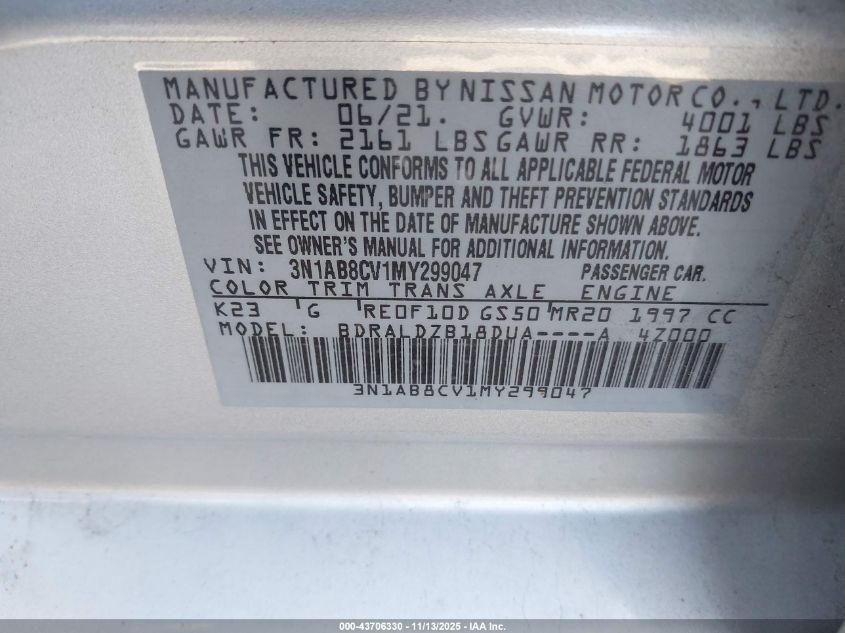 MANUFACTURED BY NISSAN MOTOR CO., LTD.
DATE: 06/21. GVWR: 4001 LBS
GAWR FR: 2161 LBS GAWR RR: 1863 LBS
THIS VEHICLE CONFORMS TO ALL APPLICABLE FEDERAL MOTOR
VEHICLE SAFETY, BUMPER AND THEFT PREVENTION STANDARDS
IN EFFECT ON THE DATE OF MANUFACTURE SHOWN ABOVE.
SEE OWNER'S MANUAL FOR ADDITIONAL INFORMATION.
VIN: 3N1AB8CV1MY299047 PASSENGER CAR.
COLOR TRIM TRANS AXLE ENGINE
K23 G RE0F10D GS50 MR20 1997 CC
MODEL: BDRALDZB18DUA----A 4Z000
3N1AB8CV1MY299047
000-43706330 - 11/13/2025 - IAA Inc.